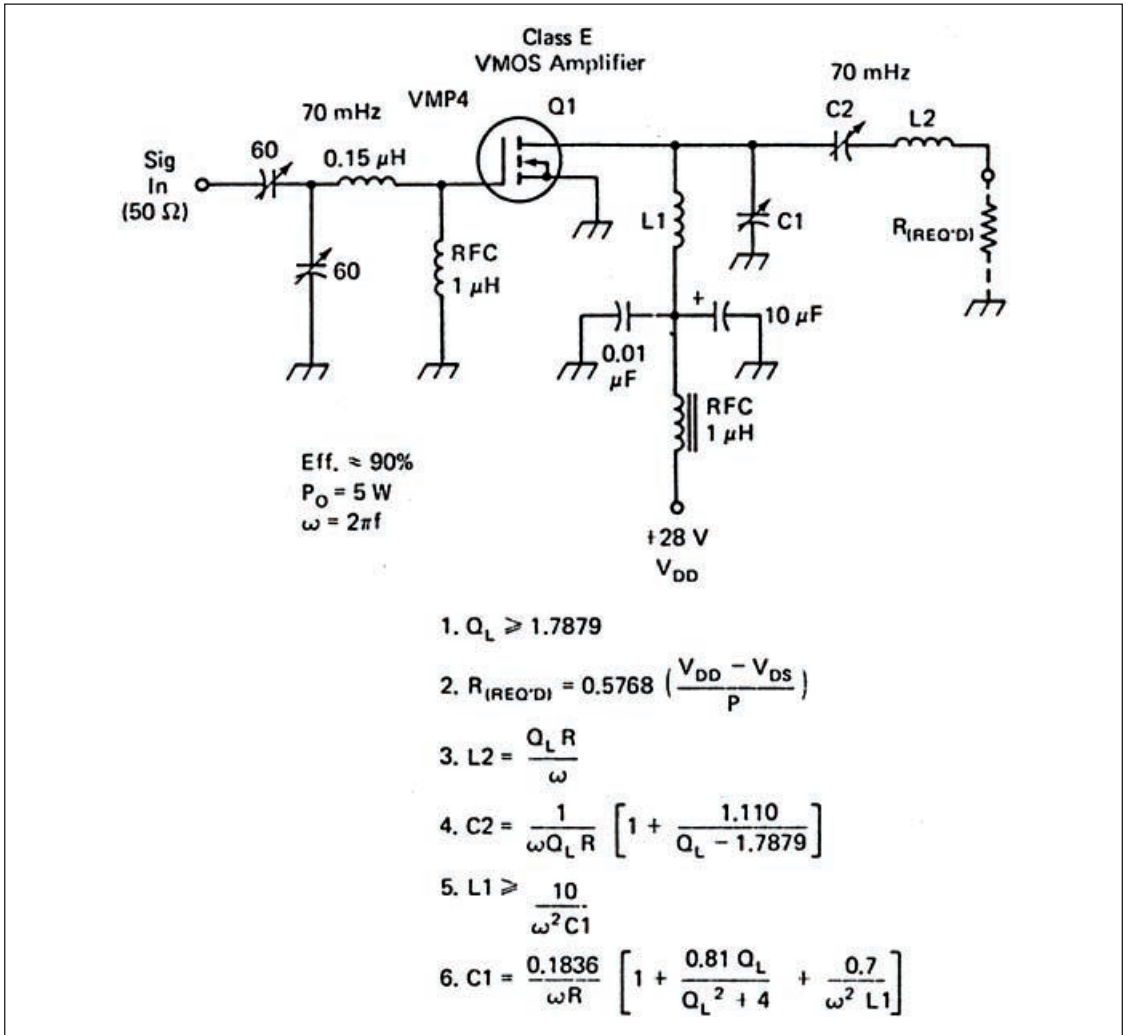 Class E
VMOS Amplifier
70 mHz
VMP4
Q1
70 mHz
C2
L2
Sig
In
(50 Ω)
60
0.15 μH
60
RFC
1 μH
L1
C1
R(REQ'D)
0.01
μF
+
10 μF
RFC
1 μH
+28 V
VDD
Eff. ≈ 90%
PO = 5 W
ω = 2πf
1. QL ⩾ 1.7879
2. R(REQ'D) = 0.5768 ( (VDD − VDS) / P )
3. L2 = QL R / ω
4. C2 = 1 / ωQL R [ 1 + 1.110 / (QL − 1.7879) ]
5. L1 ⩾ 10 / ω² C1
6. C1 = 0.1836 / ωR [ 1 + 0.81 QL / (QL² + 4) + 0.7 / ω² L1 ]